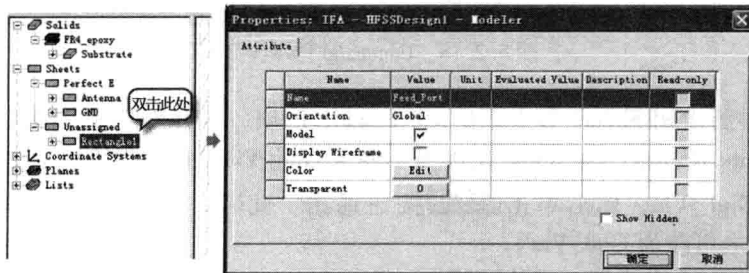 Solids
FR4_epoxy
Substrate
Sheets
Perfect E
Antenna
GND
Unassigned
Rectangle1
Coordinate Systems
Planes
Lists
双击此处
Properties: IFA - HFSSDesign1 - Modeler
Attribute
Name Value Unit Evaluated Value Description Read-only
Name Feed_Port
Orientation Global
Model
Display Wireframe
Color Edit
Transparent 0
Show Hidden
确定 取消